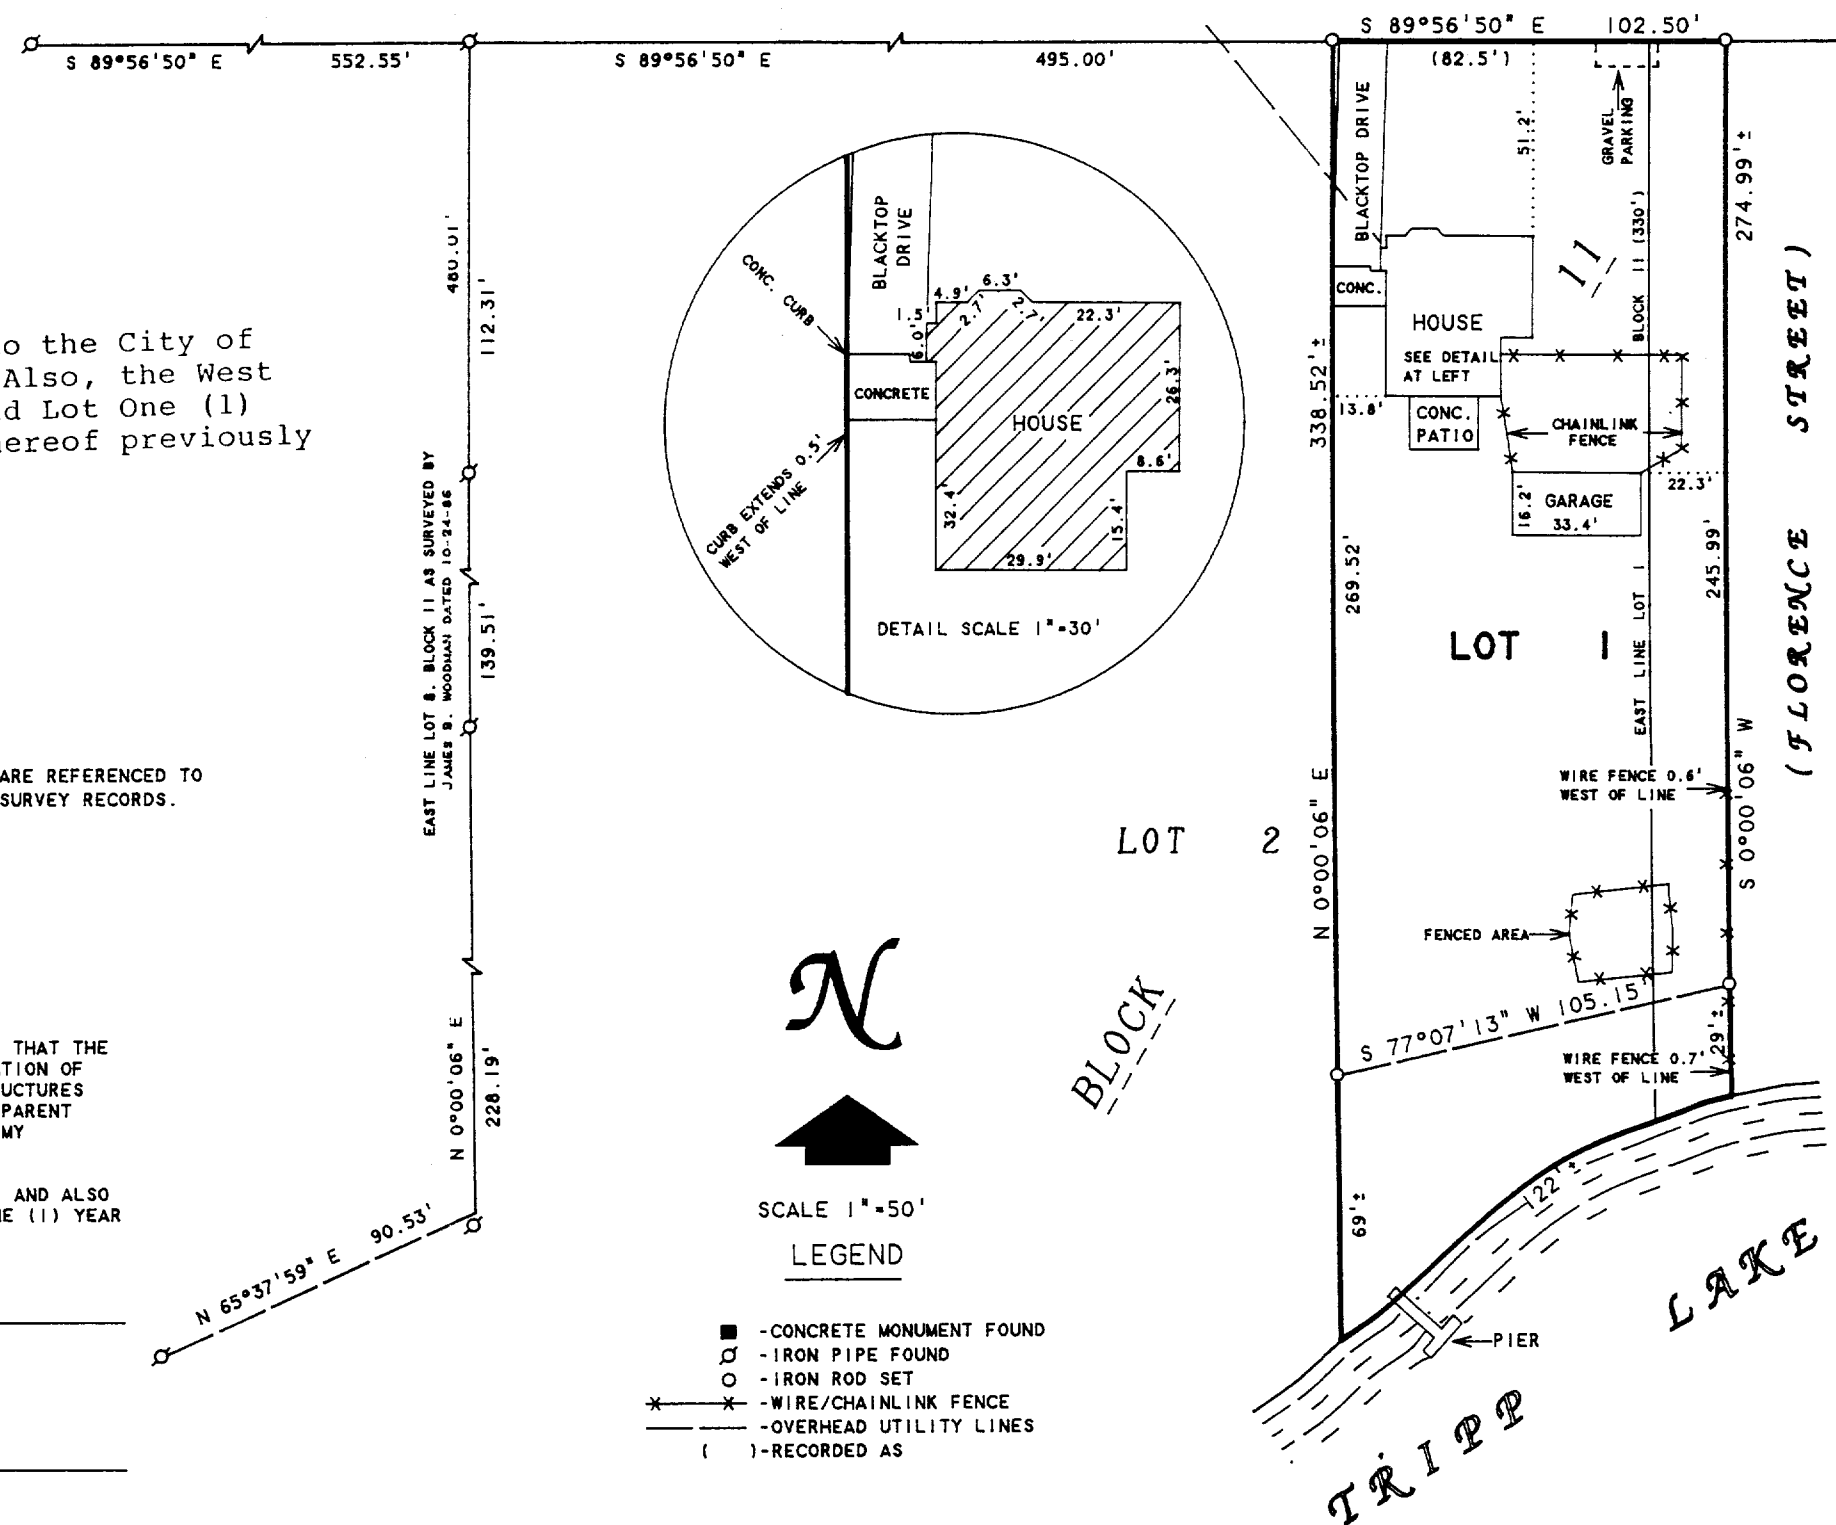 S 89°56'50" E 552.55'
S 89°56'50" E 495.00'
S 89°56'50" E 102.50'
(82.5')
BLACKTOP DRIVE
51.2'
GRAVEL
PARKING
BLOCK 11 (330')
274.99'±
(FLORENCE STREET)
11
CONC.
HOUSE
SEE DETAIL
AT LEFT
13.8'
CONC.
PATIO
CHAINLINK
FENCE
22.3'
16.2'
GARAGE
33.4'
338.52'±
269.52'
245.99'
LOT 1
EAST LINE LOT 1
WIRE FENCE 0.6'
WEST OF LINE
N 0°00'06" E
S 0°00'06" W
FENCED AREA
S 77°07'13" W 105.15'
29'±
WIRE FENCE 0.7'
WEST OF LINE
69'±
122'±
PIER
TRIPP LAKE
LOT 2
BLOCK
CONC. CURB
BLACKTOP
DRIVE
4.9'
6.3'
2.7'
2.7'
22.3'
1.5'
6.0'
CONCRETE
HOUSE
26.3'
8.6'
15.4'
32.4'
29.9'
CURB EXTENDS 0.5'
WEST OF LINE
DETAIL SCALE 1"=30'
480.01'
112.31'
EAST LINE LOT 8, BLOCK 11 AS SURVEYED BY
JAMES B. WOODMAN DATED 10-24-86
139.51'
N 0°00'06" E
228.19'
N 65°37'59" E 90.53'
o the City of
Also, the West
d Lot One (1)
hereof previously
ARE REFERENCED TO
SURVEY RECORDS.
THAT THE
TION OF
UCTURES
PARENT
MY
AND ALSO
E (1) YEAR
N
SCALE 1"=50'
LEGEND
-CONCRETE MONUMENT FOUND
-IRON PIPE FOUND
-IRON ROD SET
-WIRE/CHAINLINK FENCE
-OVERHEAD UTILITY LINES
( )-RECORDED AS